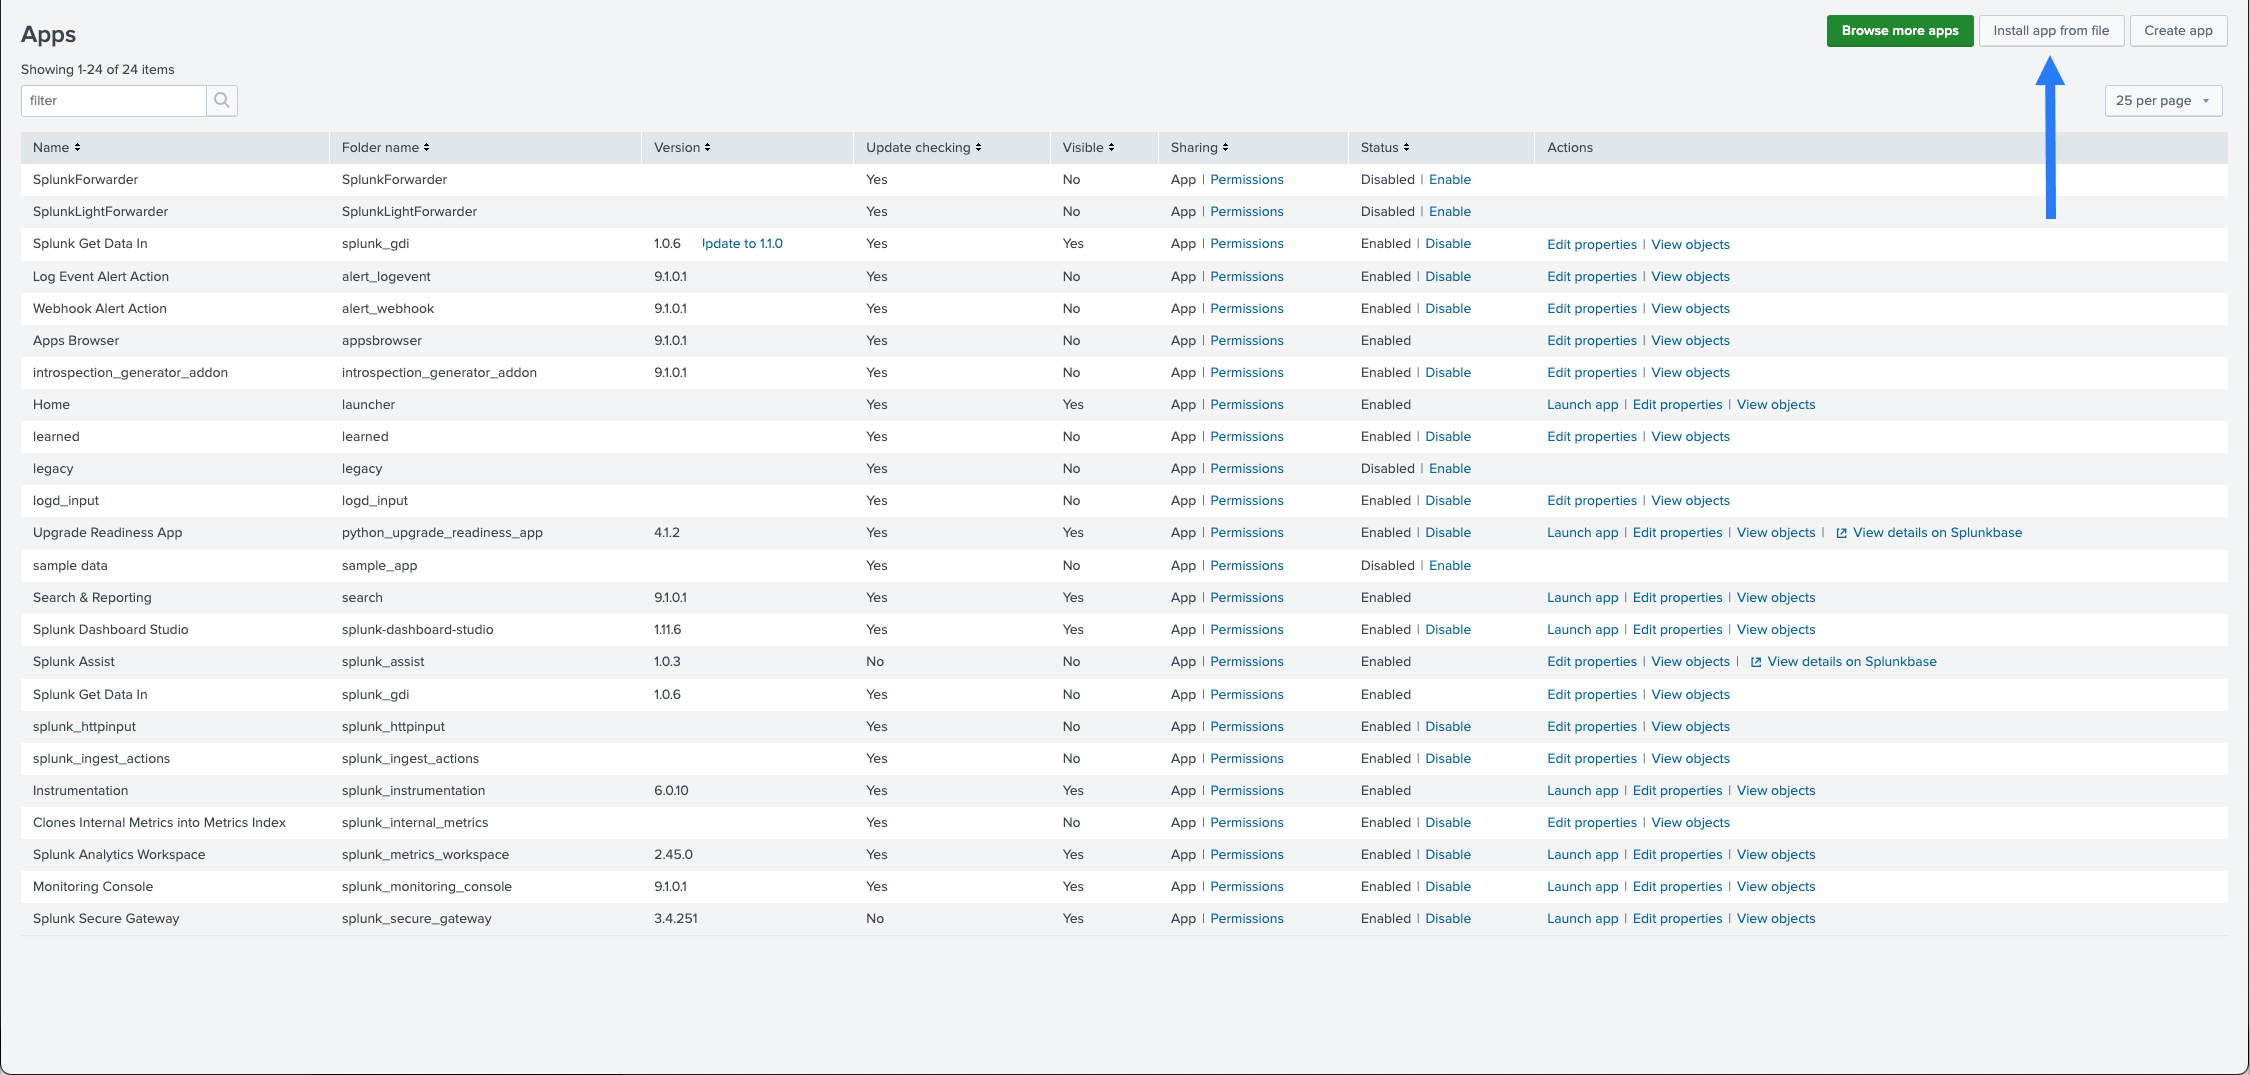 Apps
Browse more apps Install app from file Create app
Showing 1-24 of 24 items
filter
25 per page
Name Folder name Version Update checking Visible Sharing Status Actions
SplunkForwarder SplunkForwarder Yes No App | Permissions Disabled | Enable
SplunkLightForwarder SplunkLightForwarder Yes No App | Permissions Disabled | Enable
Splunk Get Data In splunk_gdi 1.0.6 Update to 1.1.0 Yes Yes App | Permissions Enabled | Disable Edit properties | View objects
Log Event Alert Action alert_logevent 9.1.0.1 Yes No App | Permissions Enabled | Disable Edit properties | View objects
Webhook Alert Action alert_webhook 9.1.0.1 Yes No App | Permissions Enabled | Disable Edit properties | View objects
Apps Browser appsbrowser 9.1.0.1 Yes No App | Permissions Enabled Edit properties | View objects
introspection_generator_addon introspection_generator_addon 9.1.0.1 Yes No App | Permissions Enabled | Disable Edit properties | View objects
Home launcher Yes Yes App | Permissions Enabled Launch app | Edit properties | View objects
learned learned Yes No App | Permissions Enabled | Disable Edit properties | View objects
legacy legacy Yes No App | Permissions Disabled | Enable
logd_input logd_input Yes No App | Permissions Enabled | Disable Edit properties | View objects
Upgrade Readiness App python_upgrade_readiness_app 4.1.2 Yes Yes App | Permissions Enabled | Disable Launch app | Edit properties | View objects | View details on Splunkbase
sample data sample_app Yes No App | Permissions Disabled | Enable
Search & Reporting search 9.1.0.1 Yes Yes App | Permissions Enabled Launch app | Edit properties | View objects
Splunk Dashboard Studio splunk-dashboard-studio 1.11.6 Yes Yes App | Permissions Enabled | Disable Launch app | Edit properties | View objects
Splunk Assist splunk_assist 1.0.3 No No App | Permissions Enabled Edit properties | View objects | View details on Splunkbase
Splunk Get Data In splunk_gdi 1.0.6 Yes No App | Permissions Enabled Edit properties | View objects
splunk_httpinput splunk_httpinput Yes No App | Permissions Enabled | Disable Edit properties | View objects
splunk_ingest_actions splunk_ingest_actions Yes No App | Permissions Enabled | Disable Edit properties | View objects
Instrumentation splunk_instrumentation 6.0.10 Yes Yes App | Permissions Enabled Launch app | Edit properties | View objects
Clones Internal Metrics into Metrics Index splunk_internal_metrics Yes No App | Permissions Enabled | Disable Edit properties | View objects
Splunk Analytics Workspace splunk_metrics_workspace 2.45.0 Yes Yes App | Permissions Enabled | Disable Launch app | Edit properties | View objects
Monitoring Console splunk_monitoring_console 9.1.0.1 Yes Yes App | Permissions Enabled | Disable Launch app | Edit properties | View objects
Splunk Secure Gateway splunk_secure_gateway 3.4.251 No Yes App | Permissions Enabled | Disable Launch app | Edit properties | View objects